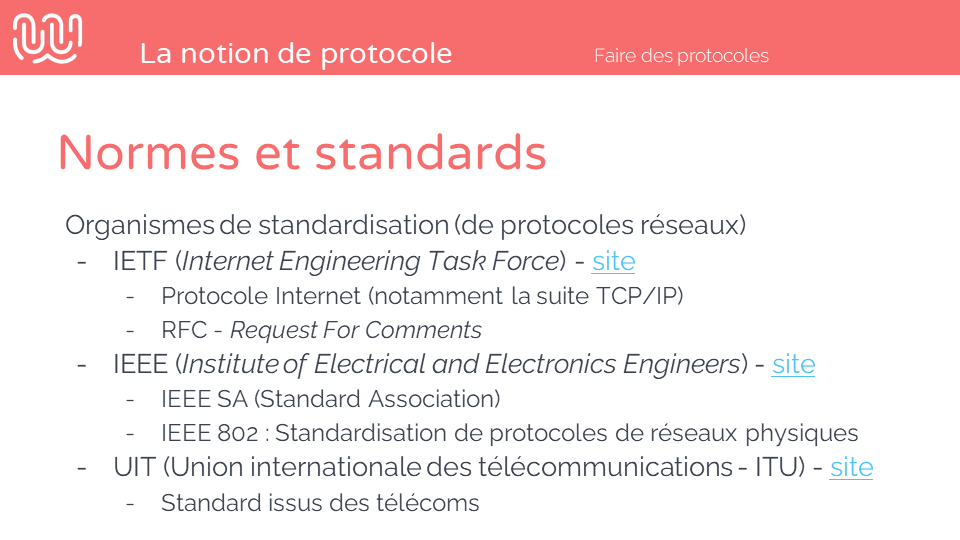 La notion de protocole
Faire des protocoles
Normes et standards
Organismes de standardisation (de protocoles réseaux)
- IETF (Internet Engineering Task Force) - site
- Protocole Internet (notamment la suite TCP/IP)
- RFC - Request For Comments
- IEEE (Institute of Electrical and Electronics Engineers) - site
- IEEE SA (Standard Association)
- IEEE 802 : Standardisation de protocoles de réseaux physiques
- UIT (Union internationale des télécommunications - ITU) - site
- Standard issus des télécoms